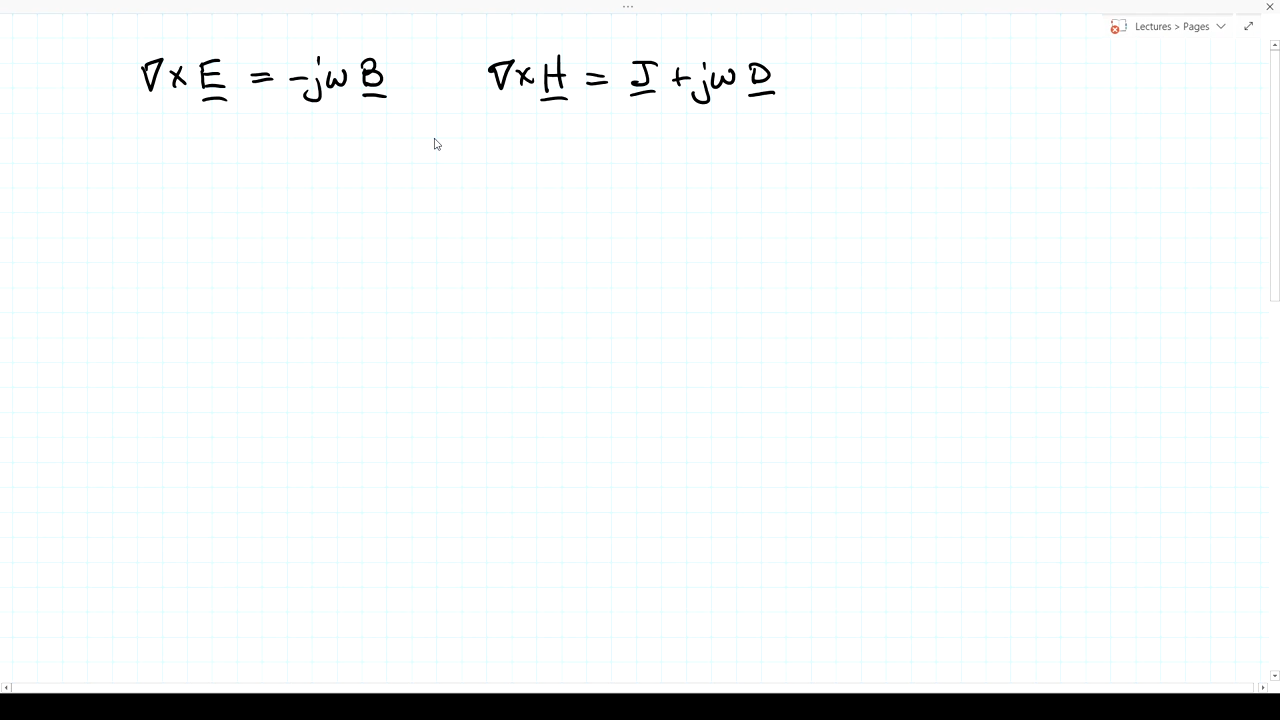 Lectures > Pages
∇ × E = -jω B ∇ × H = J + jω D